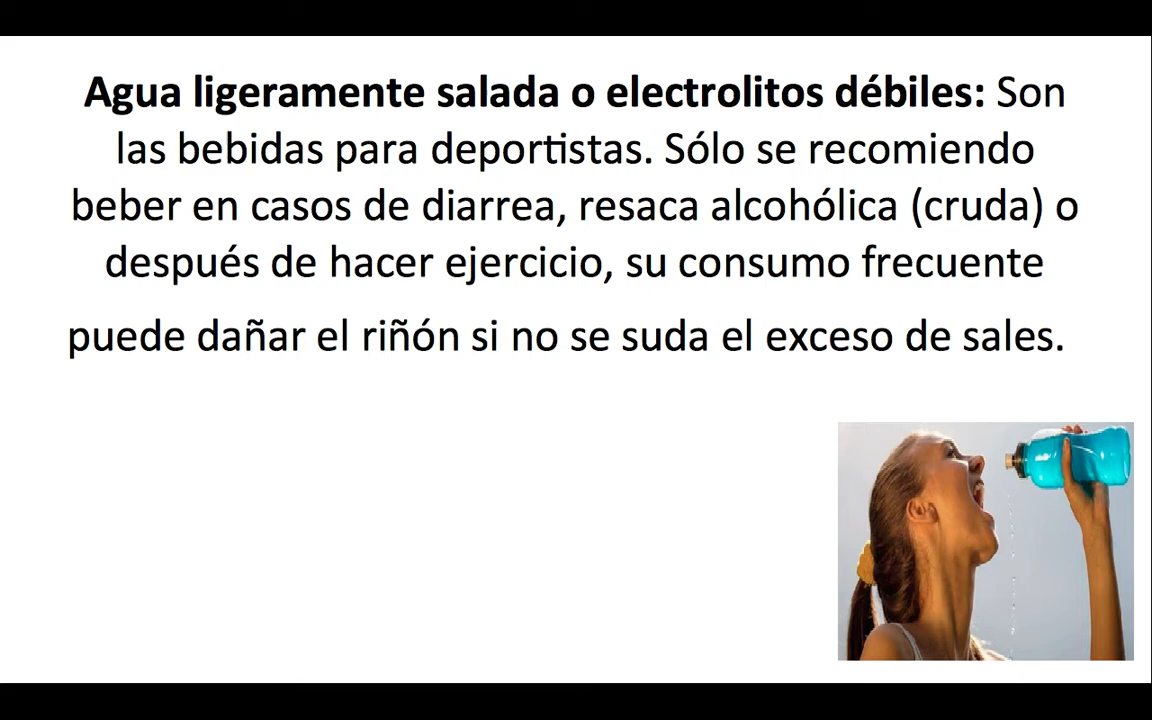 Agua ligeramente salada o electrolitos débiles: Son
las bebidas para deportistas. Sólo se recomiendo
beber en casos de diarrea, resaca alcohólica (cruda) o
después de hacer ejercicio, su consumo frecuente
puede dañar el riñón si no se suda el exceso de sales.